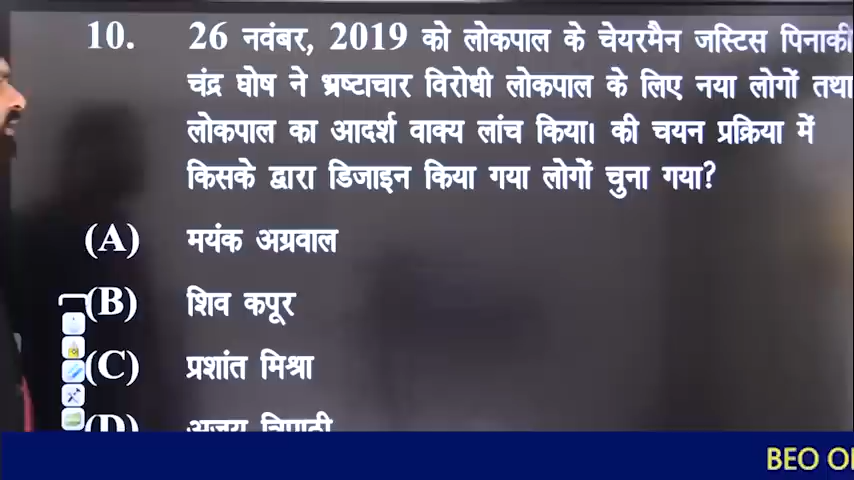 10. 26 नवंबर, 2019 को लोकपाल के चेयरमैन जस्टिस पिनाकी
चंद्र घोष ने भ्रष्टाचार विरोधी लोकपाल के लिए नया लोगों तथा
लोकपाल का आदर्श वाक्य लांच किया। की चयन प्रक्रिया में
किसके द्वारा डिजाइन किया गया लोगों चुना गया?
(A) मयंक अग्रवाल
(B) शिव कपूर
(C) प्रशांत मिश्रा
(D) अजय त्रिपाठी
BEO